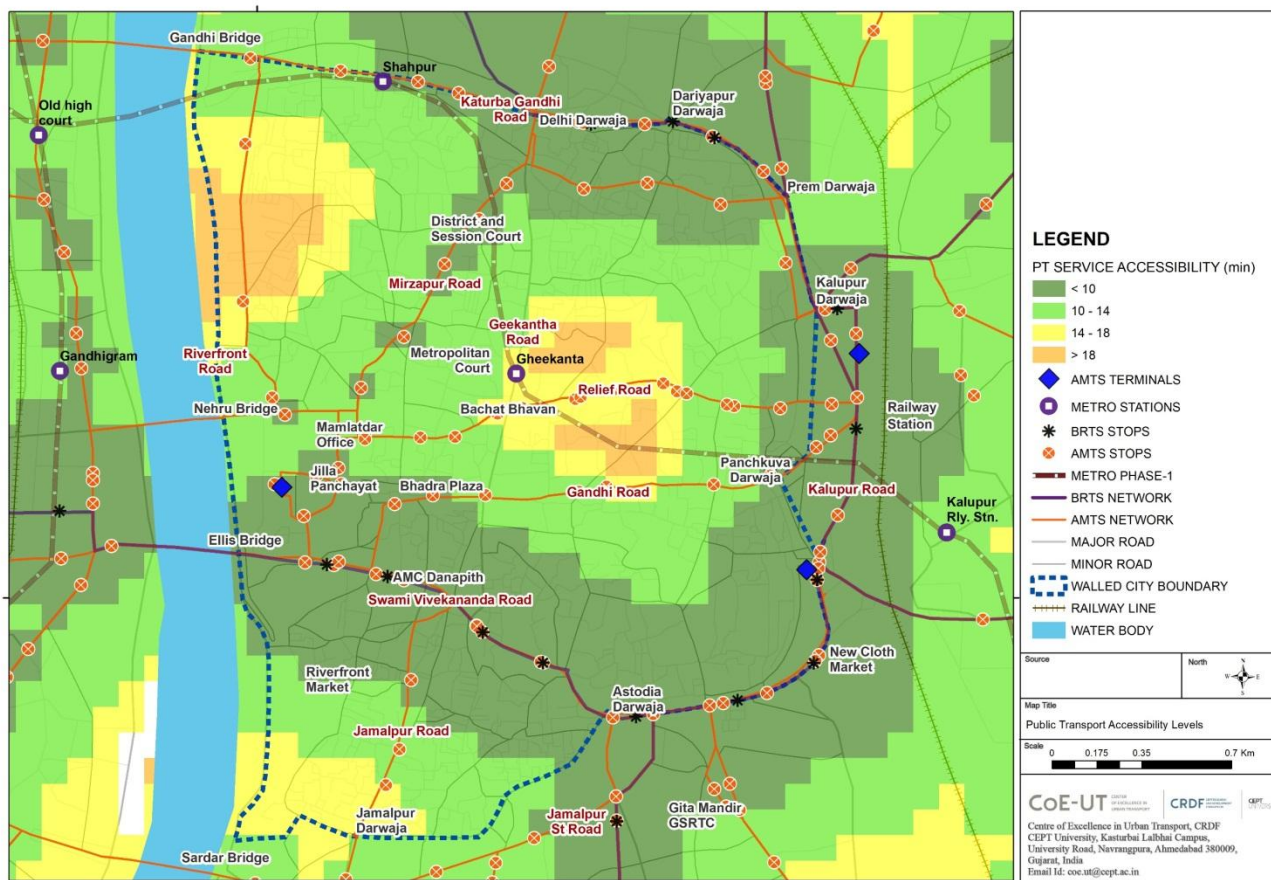 Gandhi Bridge
Shahpur
Old high
court
Katurba Gandhi
Road
Delhi Darwaja
Dariyapur
Darwaja
Prem Darwaja
District and
Session Court
Mirzapur Road
Kalupur
Darwaja
Geekantha
Road
Metropolitan
Court
Gheekanta
Riverfront
Road
Gandhigram
Relief Road
Nehru Bridge
Bachat Bhavan
Railway
Station
Mamlatdar
Office
Jilla
Panchayat
Bhadra Plaza
Gandhi Road
Panchkuva
Darwaja
Kalupur Road
Kalupur
Rly. Stn.
Ellis Bridge
AMC Danapith
Swami Vivekananda Road
Riverfront
Market
New Cloth
Market
Astodia
Darwaja
Jamalpur Road
Jamalpur
Darwaja
Jamalpur
St Road
Gita Mandir
GSRTC
Sardar Bridge
LEGEND
PT SERVICE ACCESSIBILITY (min)
< 10
10 - 14
14 - 18
> 18
AMTS TERMINALS
METRO STATIONS
BRTS STOPS
AMTS STOPS
METRO PHASE-1
BRTS NETWORK
AMTS NETWORK
MAJOR ROAD
MINOR ROAD
WALLED CITY BOUNDARY
RAILWAY LINE
WATER BODY
Source
North
N
W E
S
Map Title
Public Transport Accessibility Levels
Scale
0 0.175 0.35 0.7 Km
CoE-UT
CENTER
OF EXCELLENCE IN
URBAN TRANSPORT
CRDF
CEPT
UNIVERSITY
Centre of Excellence in Urban Transport, CRDF
CEPT University, Kasturbai Lalbhai Campus,
University Road, Navrangpura, Ahmedabad 380009,
Gujarat, India
Email Id: coe.ut@cept.ac.in